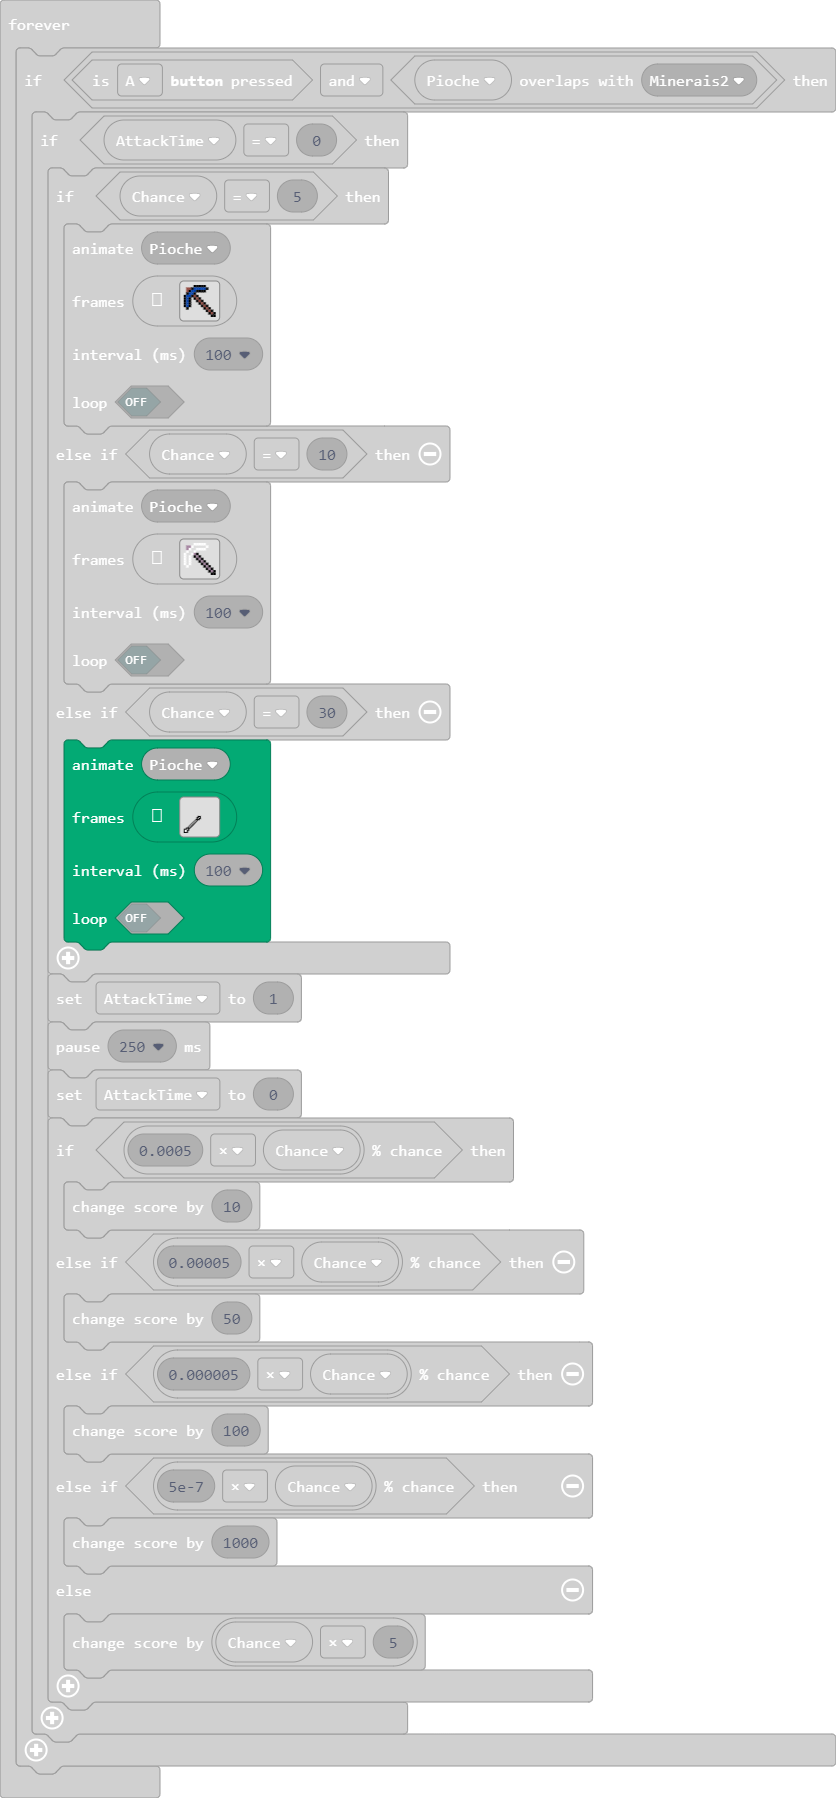 forever
if is A button pressed and Pioche overlaps with Minerais2 then
if AttackTime = 0 then
if Chance = 5 then
animate Pioche
frames
interval (ms) 100
loop OFF
else if Chance = 10 then
animate Pioche
frames
interval (ms) 100
loop OFF
else if Chance = 30 then
animate Pioche
frames
interval (ms) 100
loop OFF
set AttackTime to 1
pause 250 ms
set AttackTime to 0
if 0.0005 × Chance % chance then
change score by 10
else if 0.00005 × Chance % chance then
change score by 50
else if 0.000005 × Chance % chance then
change score by 100
else if 5e-7 × Chance % chance then
change score by 1000
else
change score by Chance × 5